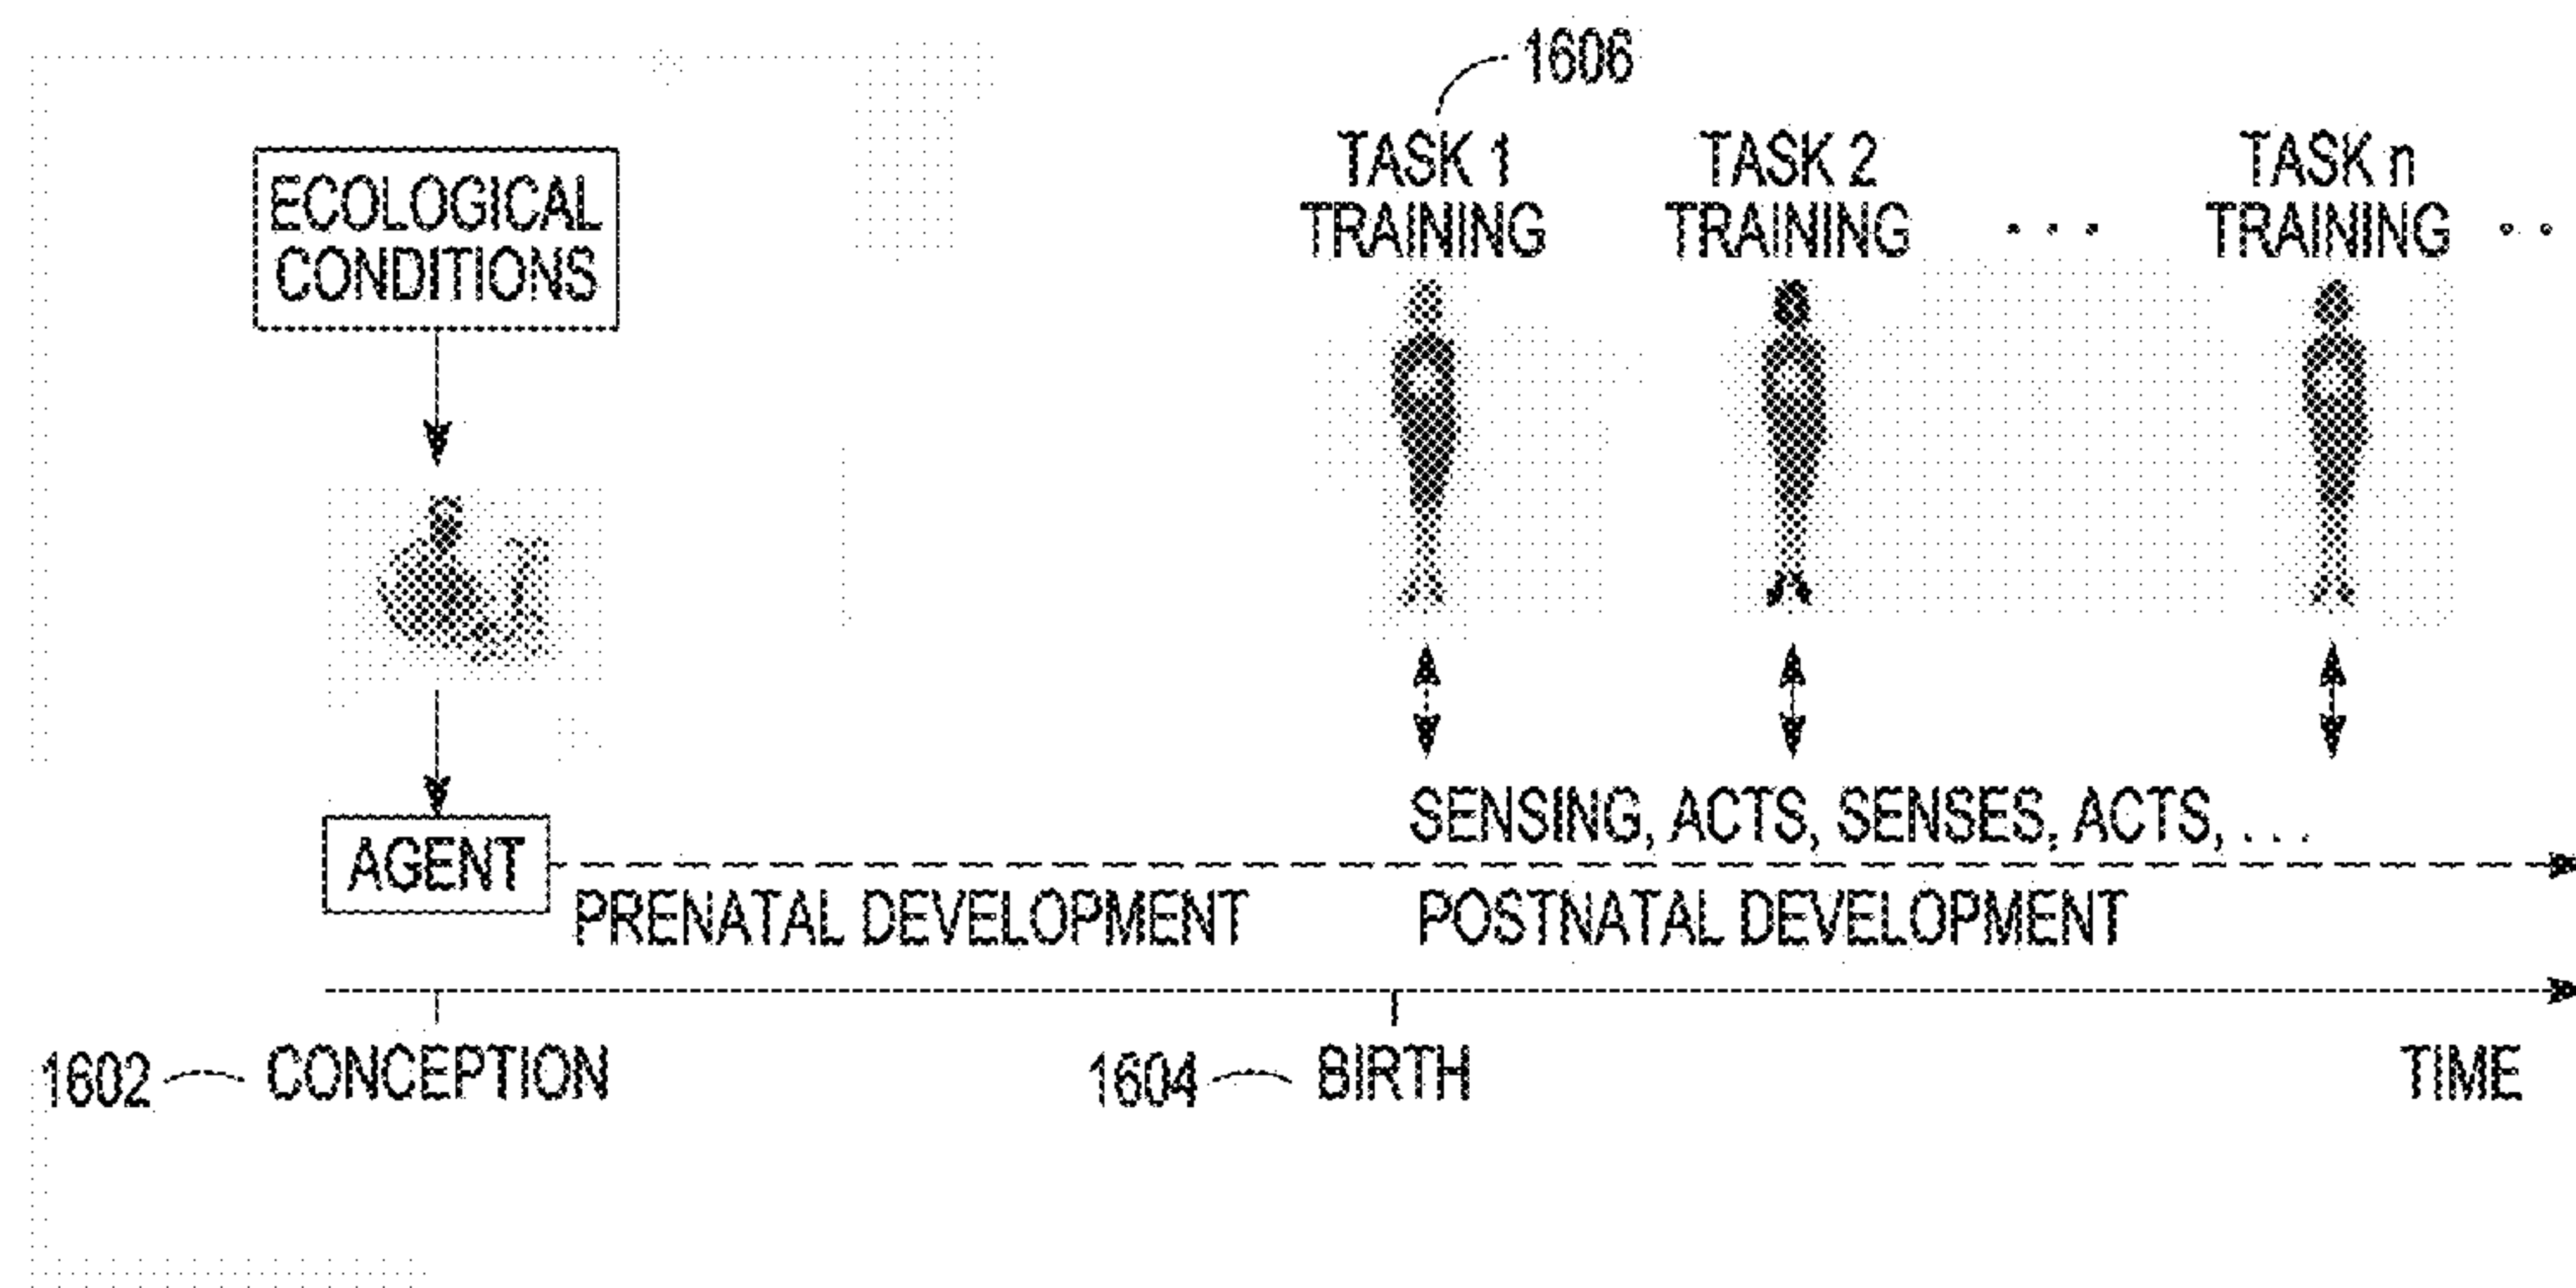 1606
TASK 1
TRAINING
TASK 2
TRAINING
. . .
TASK n
TRAINING
. .
ECOLOGICAL
CONDITIONS
SENSING, ACTS, SENSES, ACTS, . . .
AGENT
PRENATAL DEVELOPMENT
POSTNATAL DEVELOPMENT
1602
CONCEPTION
1604
BIRTH
TIME